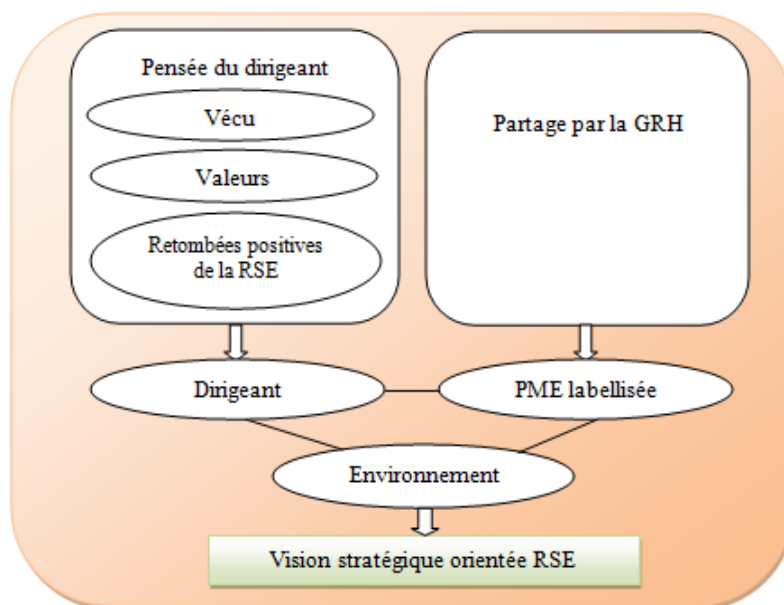 Pensée du dirigeant
Vécu
Valeurs
Retombées positives
de la RSE
Partage par la GRH
Dirigeant
PME labellisée
Environnement
Vision stratégique orientée RSE